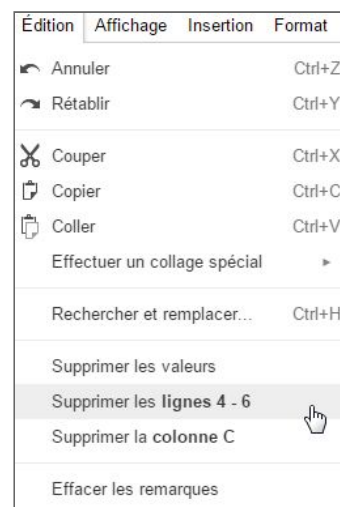 Édition Affichage Insertion Format
Annuler Ctrl+Z
Rétablir Ctrl+Y
Couper Ctrl+X
Copier Ctrl+C
Coller Ctrl+V
Effectuer un collage spécial
Rechercher et remplacer... Ctrl+H
Supprimer les valeurs
Supprimer les lignes 4 - 6
Supprimer la colonne C
Effacer les remarques